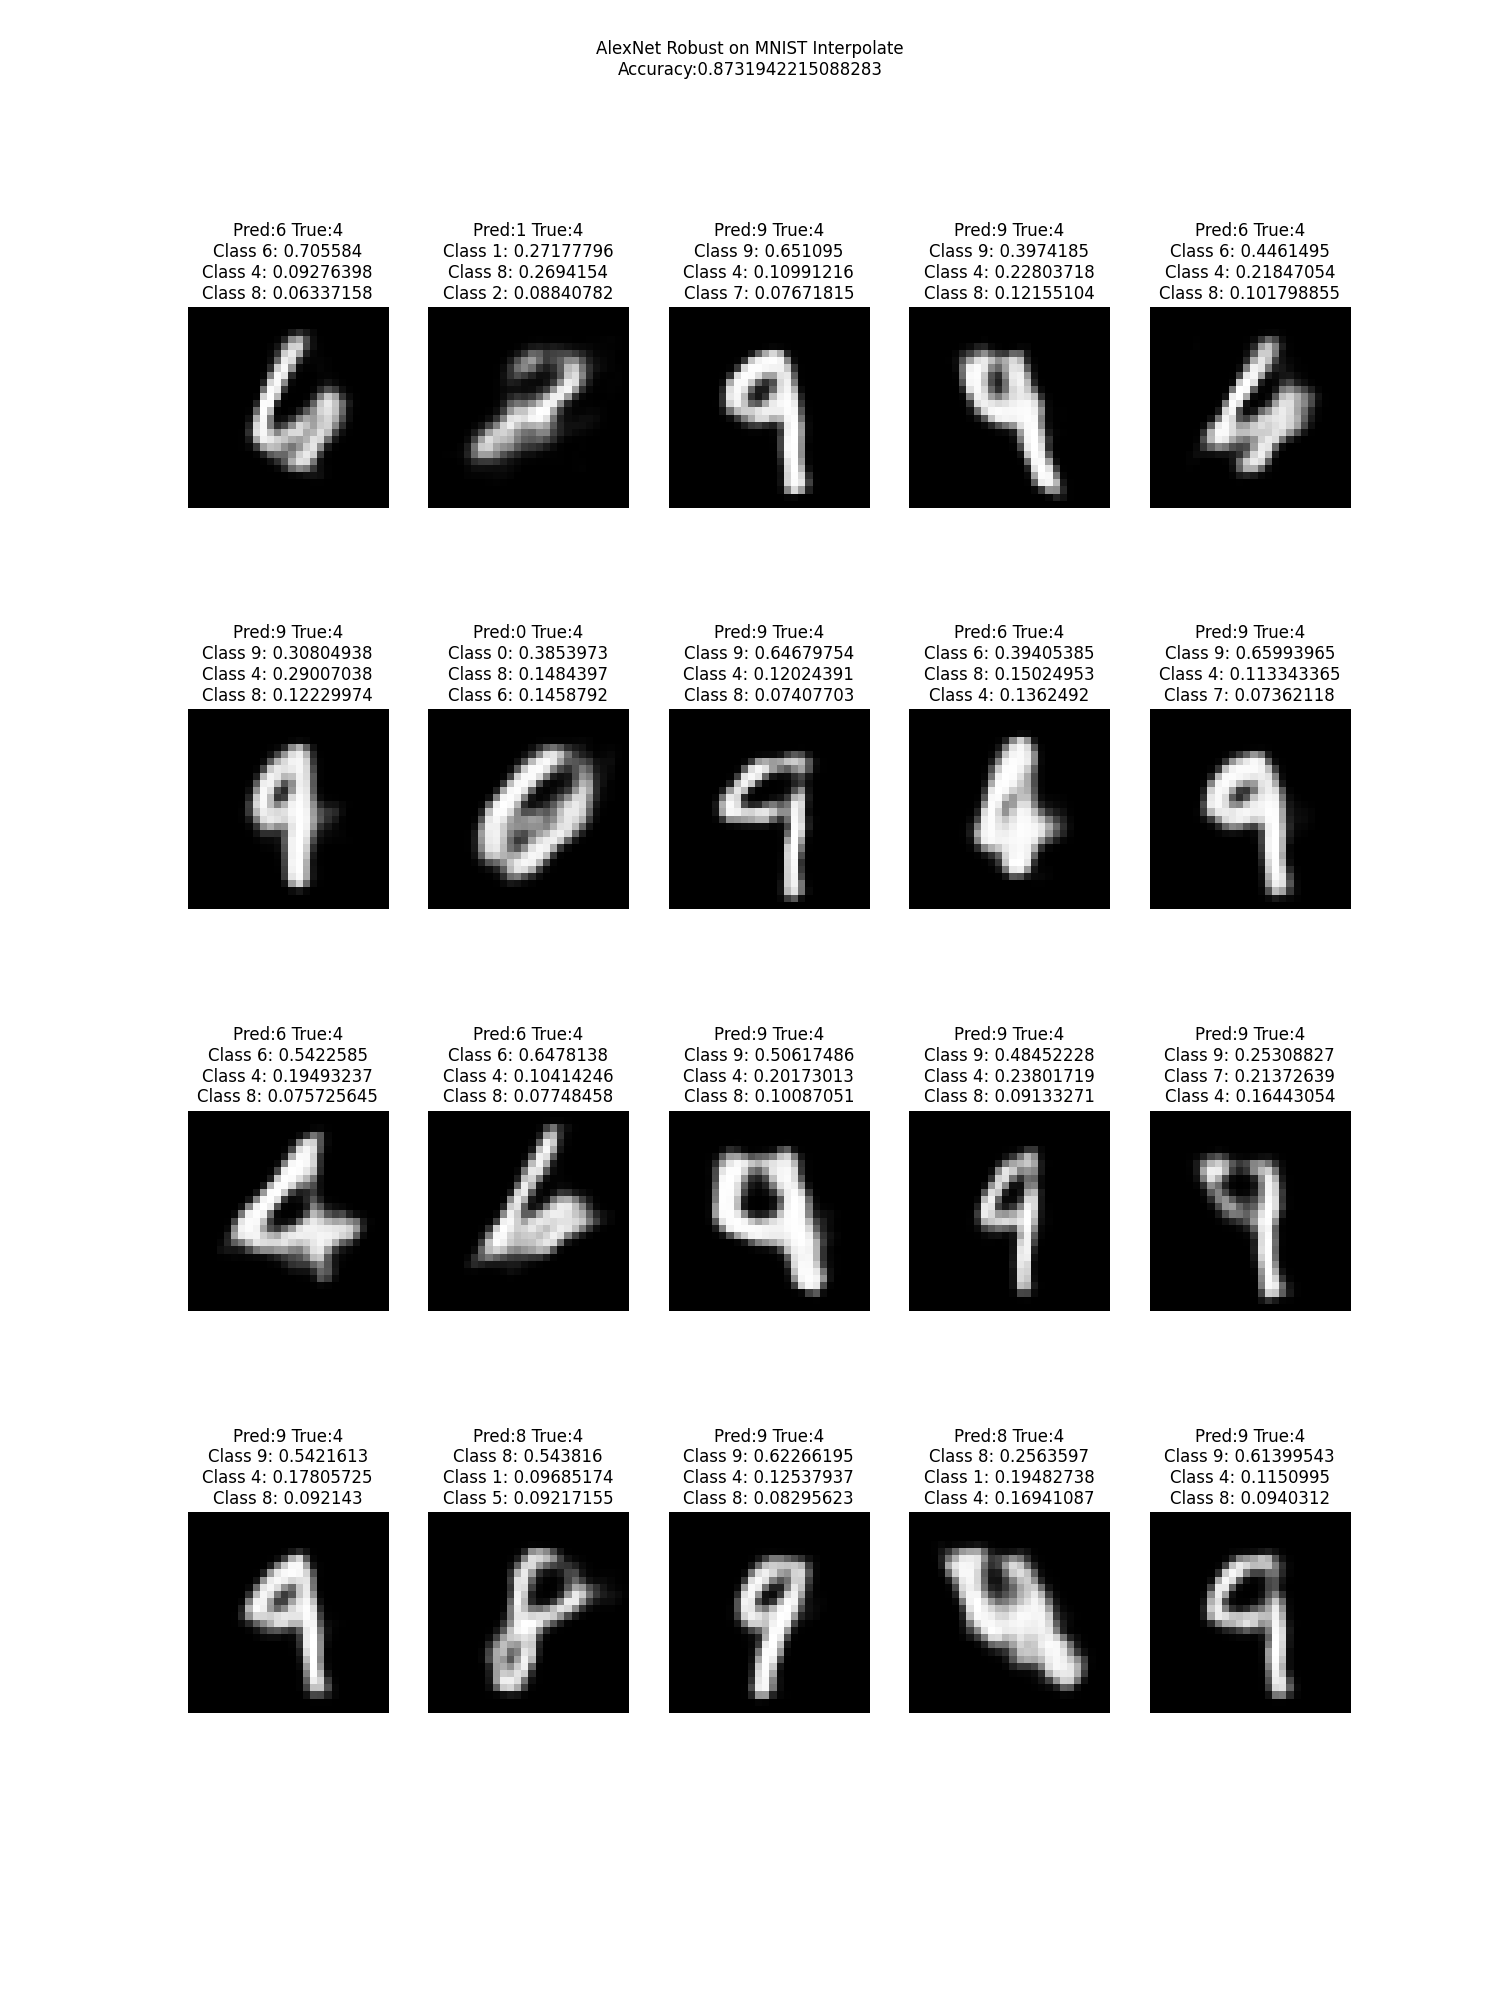 AlexNet Robust on MNIST Interpolate
Accuracy:0.8731942215088283
Pred:6 True:4
Class 6: 0.705584
Class 4: 0.09276398
Class 8: 0.06337158
Pred:1 True:4
Class 1: 0.27177796
Class 8: 0.2694154
Class 2: 0.08840782
Pred:9 True:4
Class 9: 0.651095
Class 4: 0.10991216
Class 7: 0.07671815
Pred:9 True:4
Class 9: 0.3974185
Class 4: 0.22803718
Class 8: 0.12155104
Pred:6 True:4
Class 6: 0.4461495
Class 4: 0.21847054
Class 8: 0.101798855
Pred:9 True:4
Class 9: 0.30804938
Class 4: 0.29007038
Class 8: 0.12229974
Pred:0 True:4
Class 0: 0.3853973
Class 8: 0.1484397
Class 6: 0.1458792
Pred:9 True:4
Class 9: 0.64679754
Class 4: 0.12024391
Class 8: 0.07407703
Pred:6 True:4
Class 6: 0.39405385
Class 8: 0.15024953
Class 4: 0.1362492
Pred:9 True:4
Class 9: 0.65993965
Class 4: 0.113343365
Class 7: 0.07362118
Pred:6 True:4
Class 6: 0.5422585
Class 4: 0.19493237
Class 8: 0.075725645
Pred:6 True:4
Class 6: 0.6478138
Class 4: 0.10414246
Class 8: 0.07748458
Pred:9 True:4
Class 9: 0.50617486
Class 4: 0.20173013
Class 8: 0.10087051
Pred:9 True:4
Class 9: 0.48452228
Class 4: 0.23801719
Class 8: 0.09133271
Pred:9 True:4
Class 9: 0.25308827
Class 7: 0.21372639
Class 4: 0.16443054
Pred:9 True:4
Class 9: 0.5421613
Class 4: 0.17805725
Class 8: 0.092143
Pred:8 True:4
Class 8: 0.543816
Class 1: 0.09685174
Class 5: 0.09217155
Pred:9 True:4
Class 9: 0.62266195
Class 4: 0.12537937
Class 8: 0.08295623
Pred:8 True:4
Class 8: 0.2563597
Class 1: 0.19482738
Class 4: 0.16941087
Pred:9 True:4
Class 9: 0.61399543
Class 4: 0.1150995
Class 8: 0.0940312